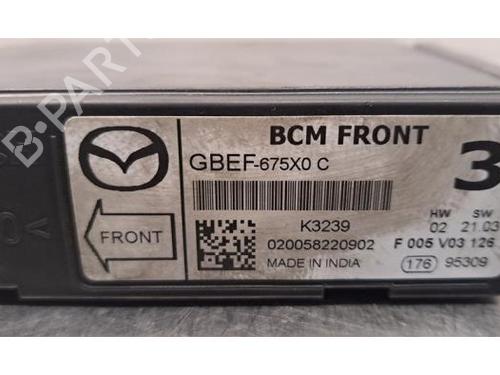 BCM FRONT
GBEF-675X0 C
3
K3239
020058220902
MADE IN INDIA
FRONT
HW SW
02 21.03
F 005 V03 126
176 95309
B-PARTS